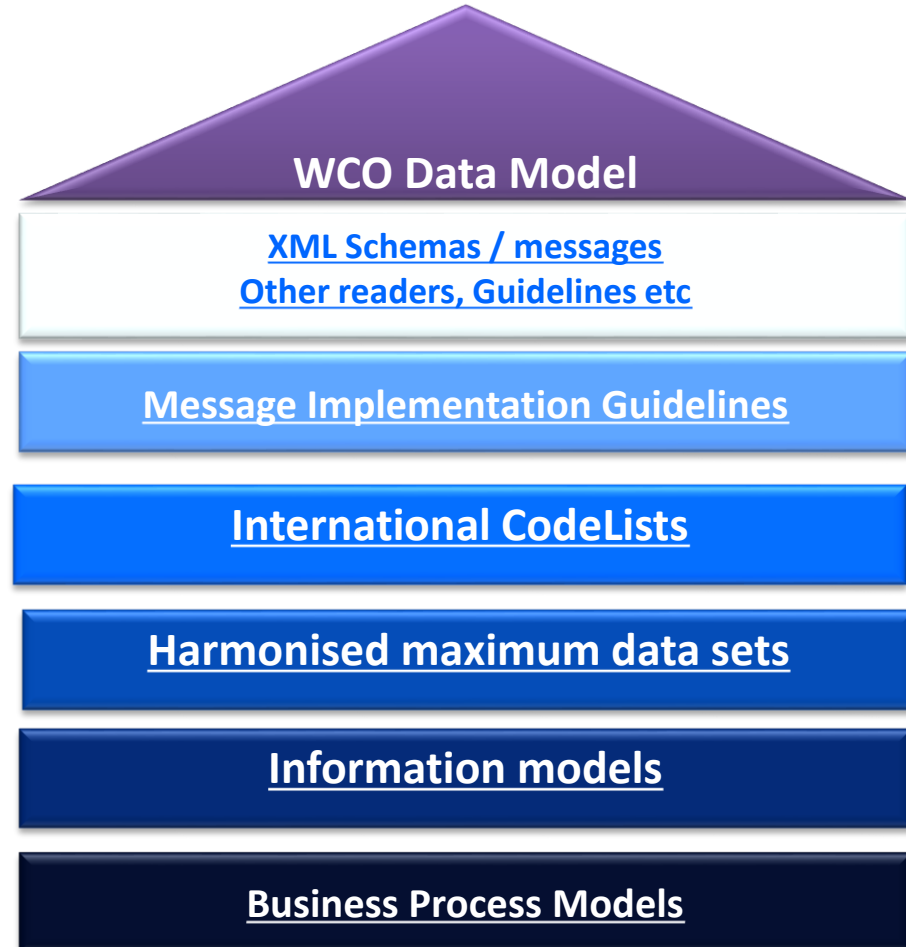 WCO Data Model
XML Schemas / messages
Other readers, Guidelines etc
Message Implementation Guidelines
International CodeLists
Harmonised maximum data sets
Information models
Business Process Models